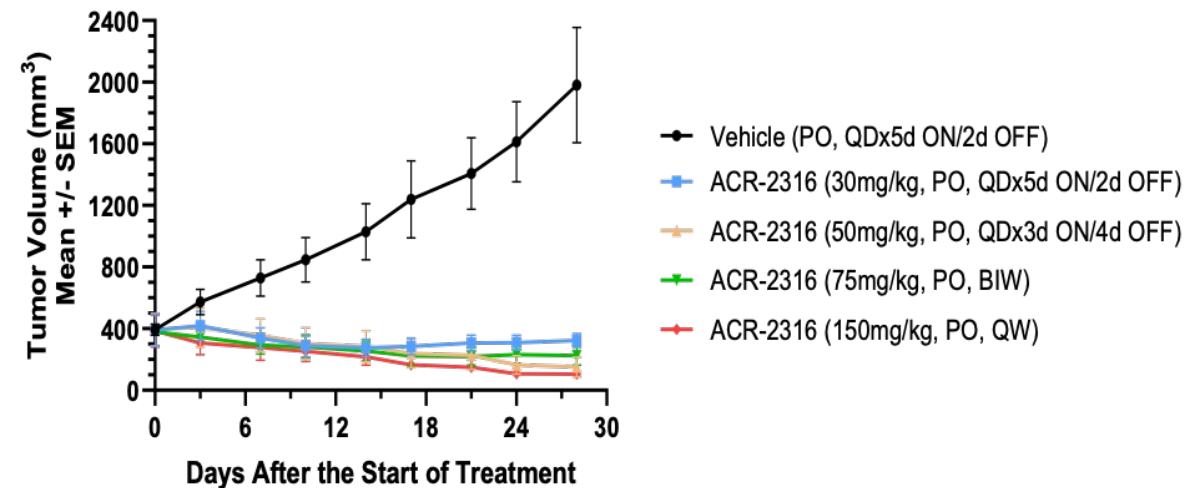 2400
2000
1600
1200
800
400
0
Tumor Volume (mm³)
Mean +/- SEM
0 6 12 18 24 30
Days After the Start of Treatment
Vehicle (PO, QDx5d ON/2d OFF)
ACR-2316 (30mg/kg, PO, QDx5d ON/2d OFF)
ACR-2316 (50mg/kg, PO, QDx3d ON/4d OFF)
ACR-2316 (75mg/kg, PO, BIW)
ACR-2316 (150mg/kg, PO, QW)